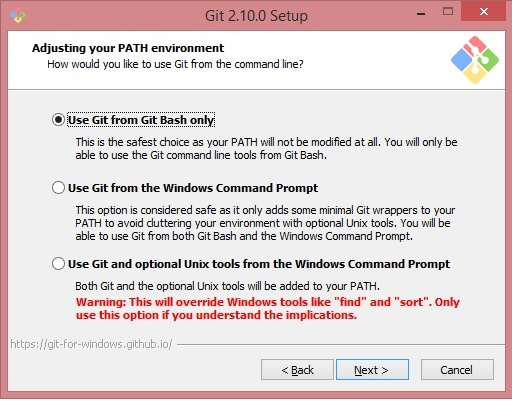 Git 2.10.0 Setup
Adjusting your PATH environment
How would you like to use Git from the command line?
Use Git from Git Bash only
This is the safest choice as your PATH will not be modified at all. You will only be
able to use the Git command line tools from Git Bash.
Use Git from the Windows Command Prompt
This option is considered safe as it only adds some minimal Git wrappers to your
PATH to avoid cluttering your environment with optional Unix tools. You will be
able to use Git from both Git Bash and the Windows Command Prompt.
Use Git and optional Unix tools from the Windows Command Prompt
Both Git and the optional Unix tools will be added to your PATH.
Warning: This will override Windows tools like "find" and "sort". Only
use this option if you understand the implications.
https://git-for-windows.github.io/
< Back
Next >
Cancel